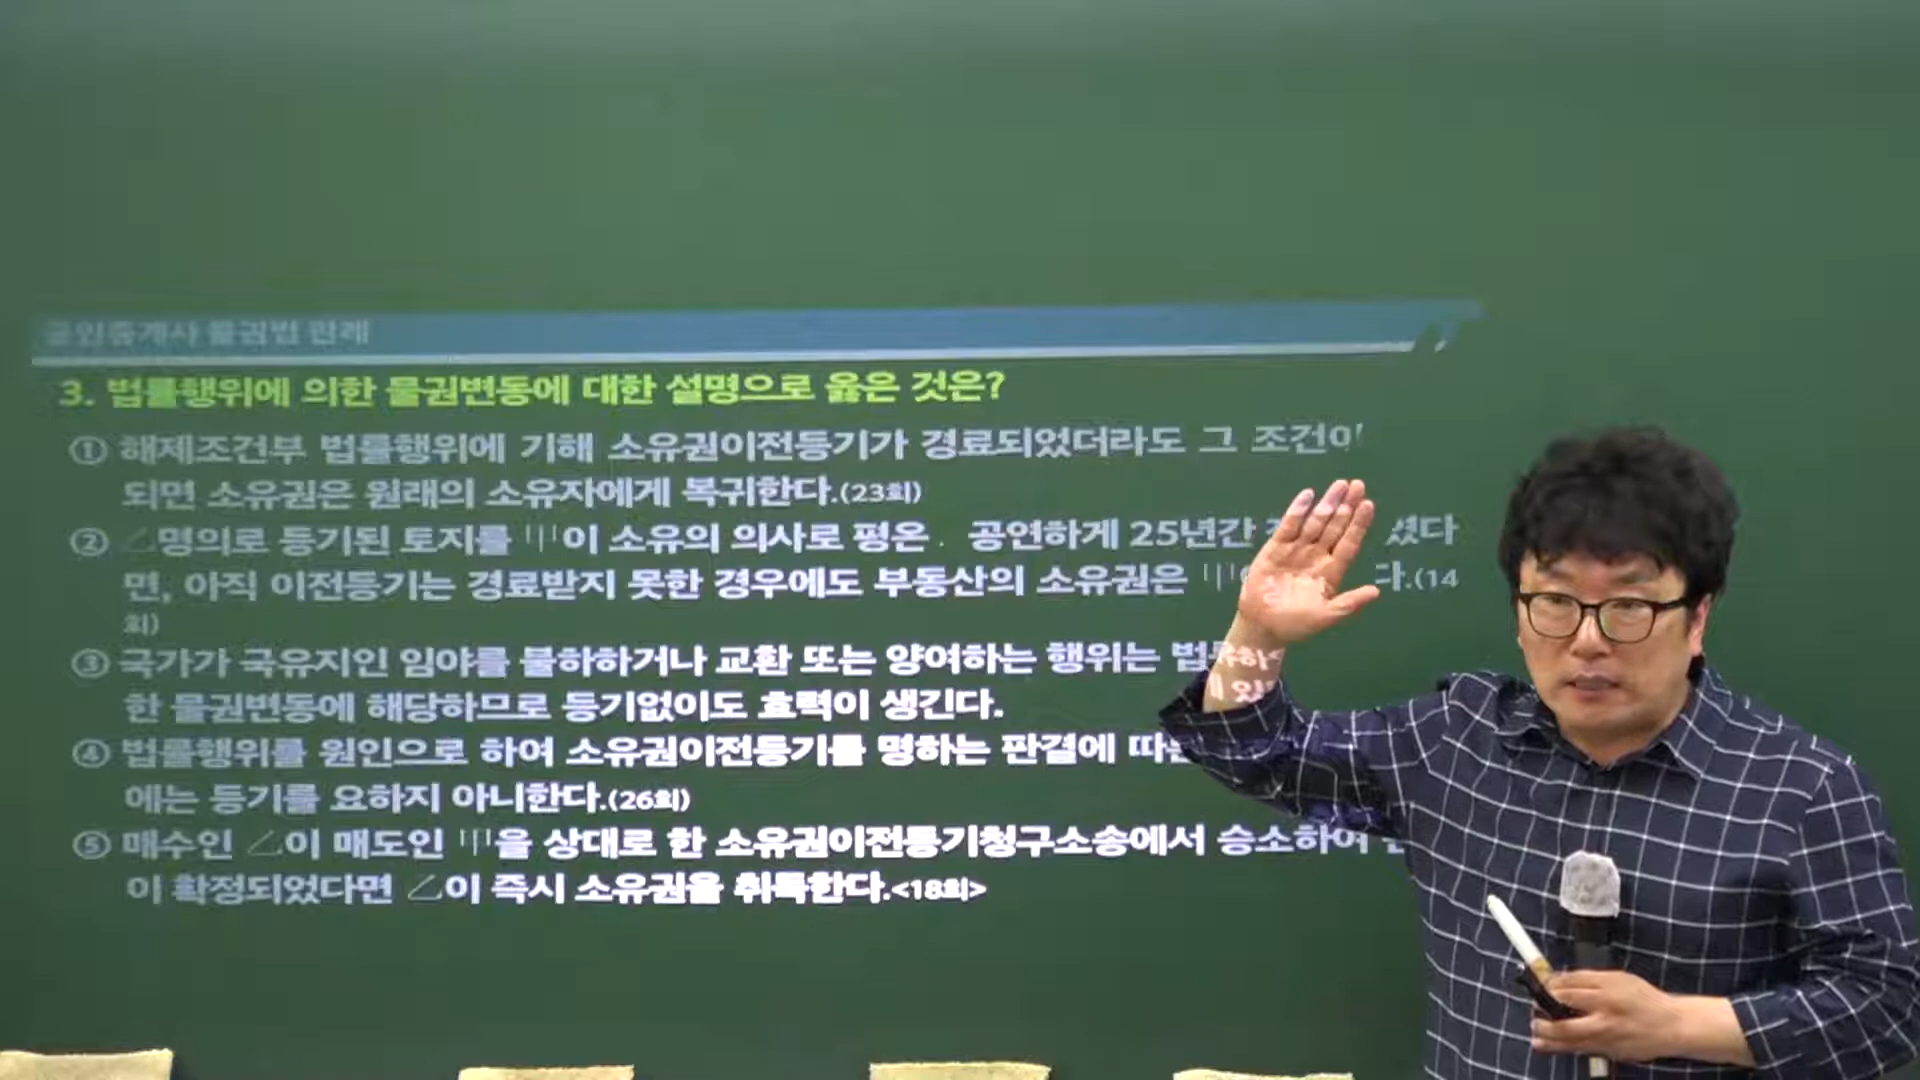 공인중개사 물권법 판례
3. 법률행위에 의한 물권변동에 대한 설명으로 옳은 것은?
① 해제조건부 법률행위에 기해 소유권이전등기가 경료되었더라도 그 조건이
되면 소유권은 원래의 소유자에게 복귀한다.(23회)
② 乙명의로 등기된 토지를 甲이 소유의 의사로 평온. 공연하게 25년간
면, 아직 이전등기는 경료받지 못한 경우에도 부동산의 소유권은 다.(14
회)
③ 국가가 국유지인 임야를 불하하거나 교환 또는 양여하는 행위는
한 물권변동에 해당하므로 등기없이도 효력이 생긴다.
④ 법률행위를 원인으로 하여 소유권이전등기를 명하는 판결에
에는 등기를 요하지 아니한다.(26회)
⑤ 매수인 乙이 매도인 甲을 상대로 한 소유권이전등기청구소송에서 승소하여
이 확정되었다면 乙이 즉시 소유권을 취득한다.<18회>